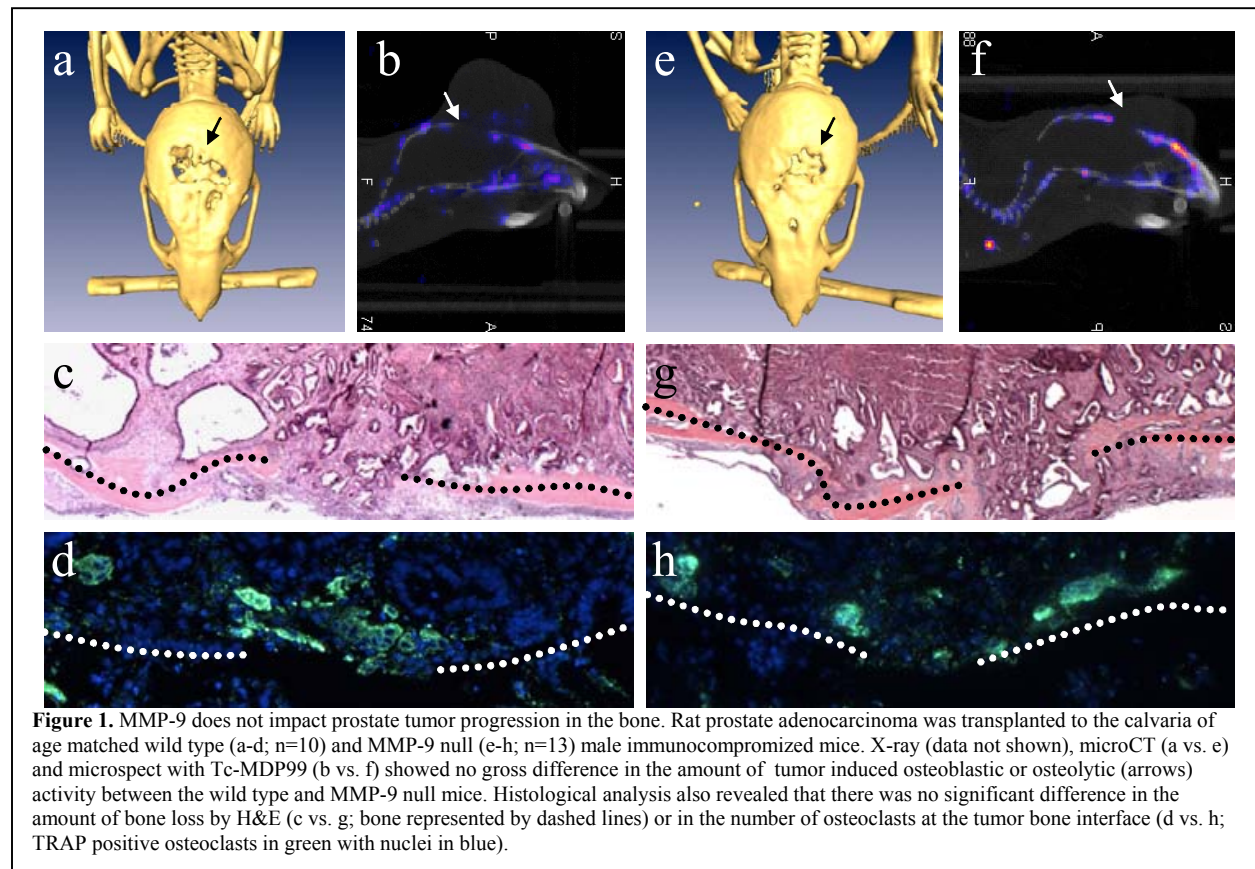 a
b
P
S
F
H
74
A
e
f
88
A
F
H
P
S
c
g
d
h
Figure 1. MMP-9 does not impact prostate tumor progression in the bone. Rat prostate adenocarcinoma was transplanted to the calvaria of
age matched wild type (a-d; n=10) and MMP-9 null (e-h; n=13) male immunocompromized mice. X-ray (data not shown), microCT (a vs. e)
and microspect with Tc-MDP99 (b vs. f) showed no gross difference in the amount of tumor induced osteoblastic or osteolytic (arrows)
activity between the wild type and MMP-9 null mice. Histological analysis also revealed that there was no significant difference in the
amount of bone loss by H&E (c vs. g; bone represented by dashed lines) or in the number of osteoclasts at the tumor bone interface (d vs. h;
TRAP positive osteoclasts in green with nuclei in blue).